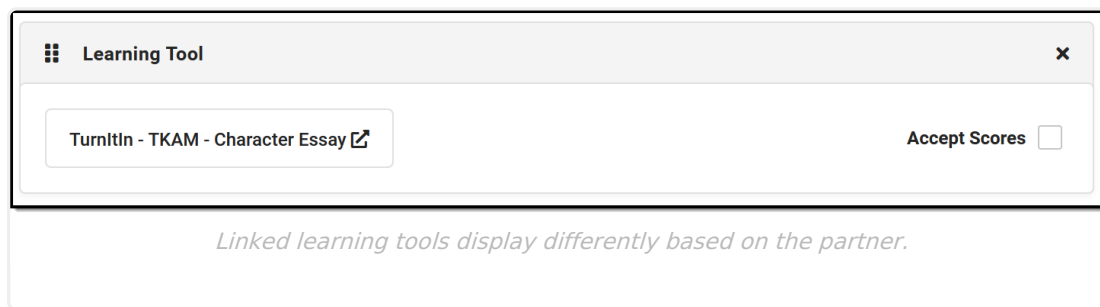 Learning Tool
TurnItIn - TKAM - Character Essay
Accept Scores
Linked learning tools display differently based on the partner.